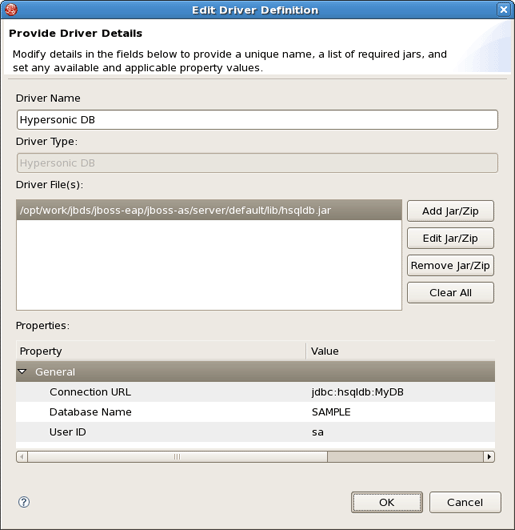 Edit Driver Definition
Provide Driver Details
Modify details in the fields below to provide a unique name, a list of required jars, and
set any available and applicable property values.
Driver Name
Hypersonic DB
Driver Type:
Hypersonic DB
Driver File(s):
/opt/work/jbds/jboss-eap/jboss-as/server/default/lib/hsqldb.jar
Add Jar/Zip
Edit Jar/Zip
Remove Jar/Zip
Clear All
Properties:
Property Value
General
Connection URL jdbc:hsqldb:MyDB
Database Name SAMPLE
User ID sa
?
OK Cancel